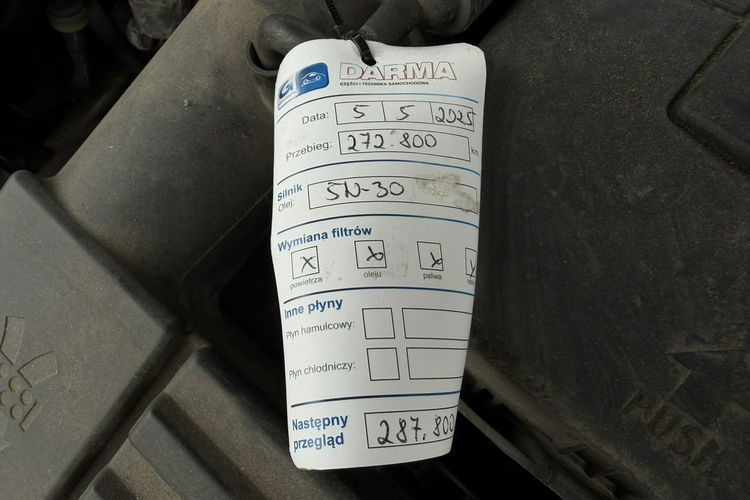 DARMA
CZĘŚCI I TECHNIKA SAMOCHODOWA
Data: 5 5 2025
Przebieg: 272.800 km
Silnik
Olej: 5W-30
Wymiana filtrów
X X X X
powietrza oleju paliwa
Inne płyny
Płyn hamulcowy:
Płyn chłodniczy:
Następny
przegląd 287.800
PUSH